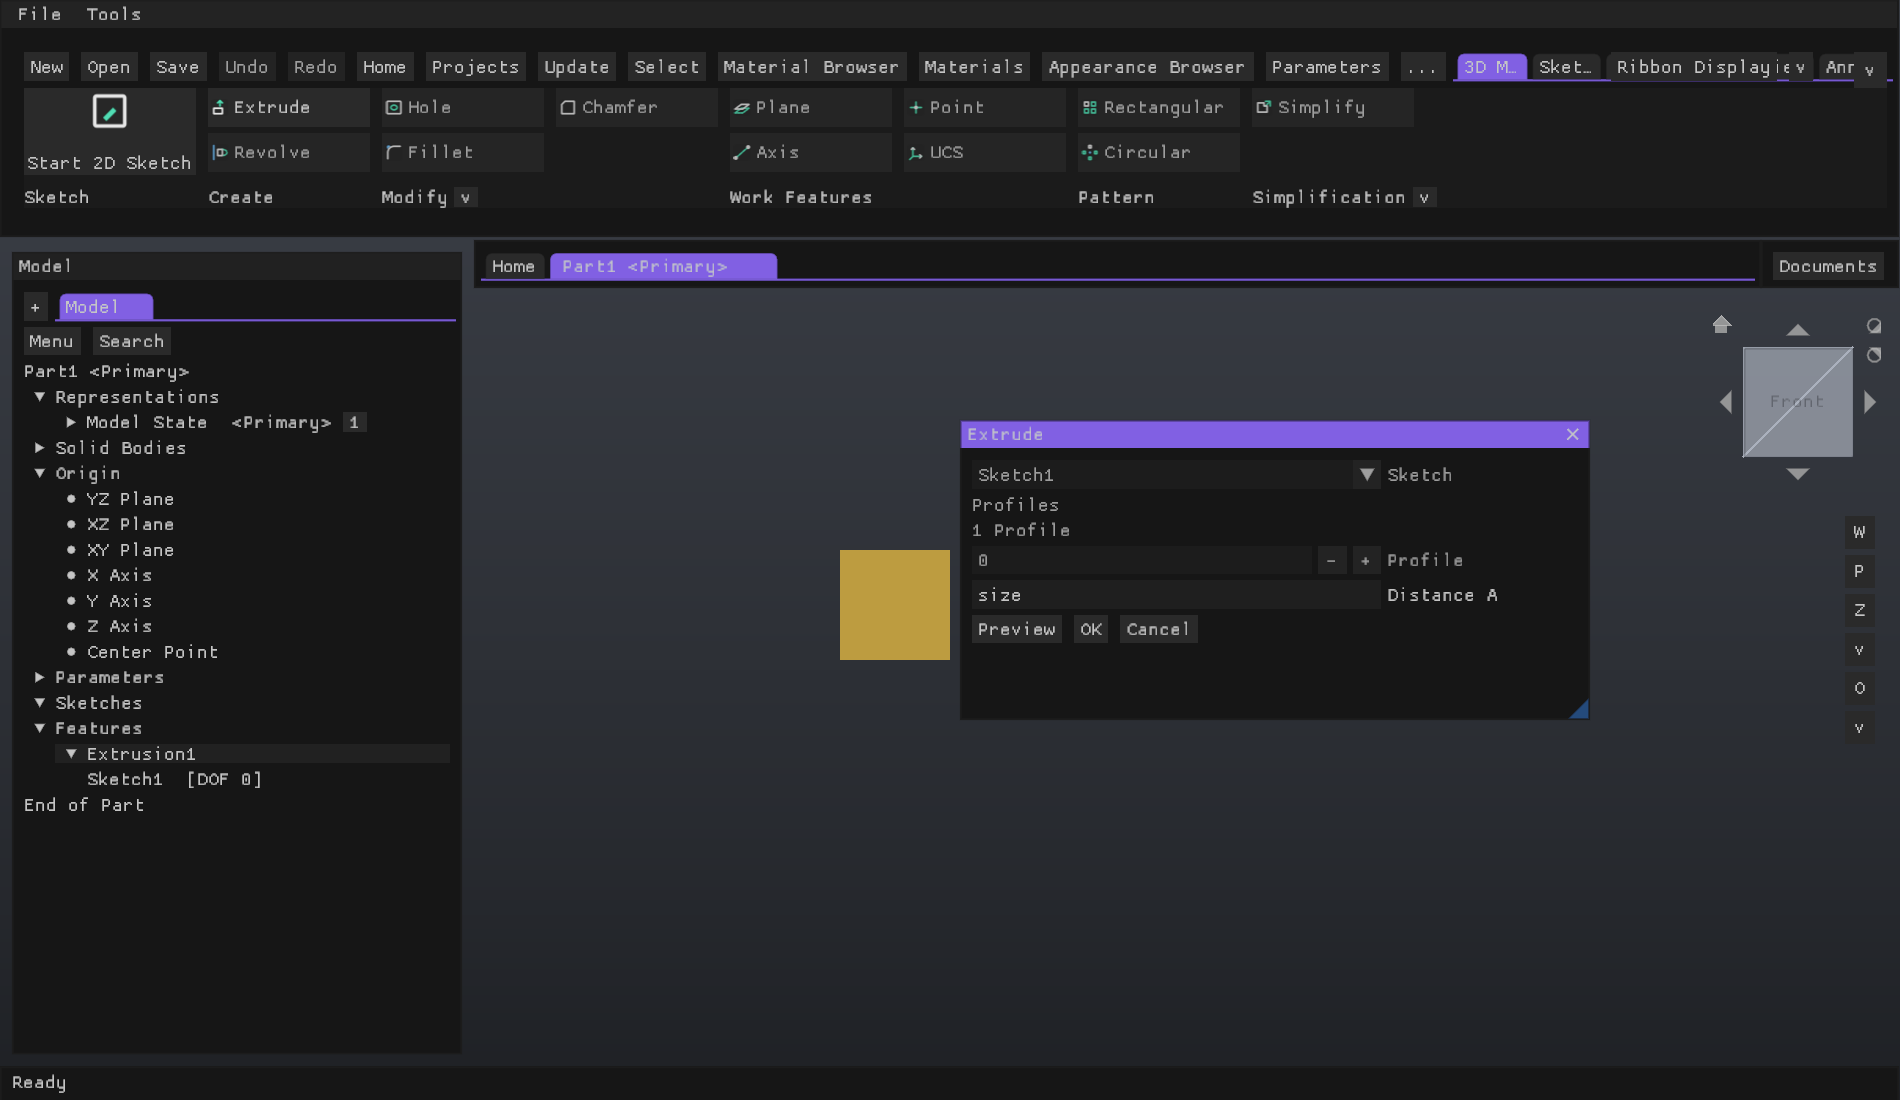 File Tools
New Open Save Undo Redo Home Projects Update Select Material Browser Materials Appearance Browser Parameters ... 3D M… Sket… Ribbon Displayie v Anr v
Extrude Hole Chamfer Plane Point Rectangular Simplify
Start 2D Sketch Revolve Fillet Axis UCS Circular
Sketch Create Modify v Work Features Pattern Simplification v
Model
Home Part1 <Primary> Documents
+ Model
Menu Search
Part1 <Primary>
Representations
Model State <Primary> 1
Solid Bodies
Origin
YZ Plane
XZ Plane
XY Plane
X Axis
Y Axis
Z Axis
Center Point
Parameters
Sketches
Features
Extrusion1
Sketch1 [DOF 0]
End of Part
Extrude
Sketch1 Sketch
Profiles
1 Profile
0 - + Profile
size Distance A
Preview OK Cancel
Front
W
P
Z
v
O
v
Ready